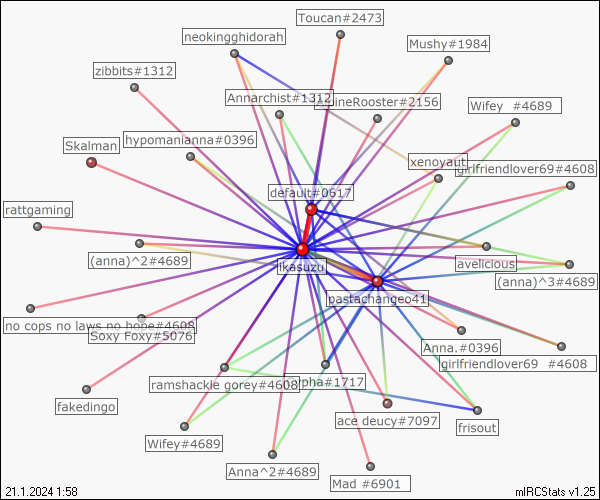 Toucan#2473
neokingghidorah
Mushy#1984
zibbits#1312
Annarchist#1312
ineRooster#2156
Wifey #4689
Skalman
hypomanianna#0396
xenoyaut
girlfriendlover69#4608
default#0617
rattgaming
(anna)^2#4689
ikasuzu
avelicious
(anna)^3#4689
pastachange041
no cops no laws no hope#4608
Soxy Foxy#5076
Anna.#0396
girlfriendlover69 #4608
ramshackle gorey#4608
rpha#1717
fakedingo
ace deucy#7097
frisout
Wifey#4689
Anna^2#4689
Mad #6901
21.1.2024 1:58
mIRCStats v1.25